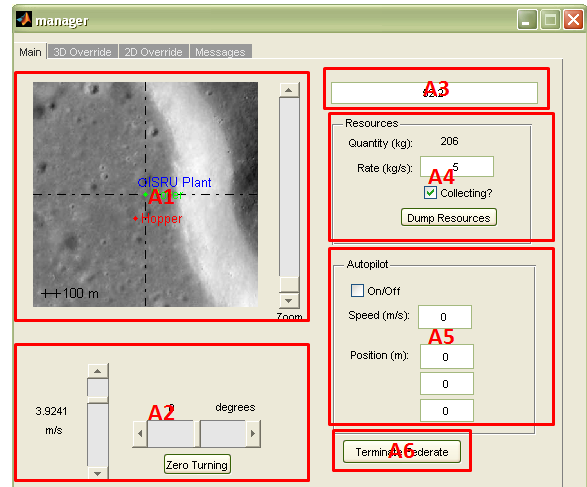 manager
Main 3D Override 2D Override Messages
A3
Resources
Quantity (kg): 206
Rate (kg/s): 5
A4
Collecting?
Dump Resources
ISRU Plant
A1
Hopper
100 m
Zoom
Autopilot
On/Off
Speed (m/s): 0
A5
Position (m): 0
0
0
3.9241
m/s
A2
degrees
Zero Turning
Terminate Federate
A6